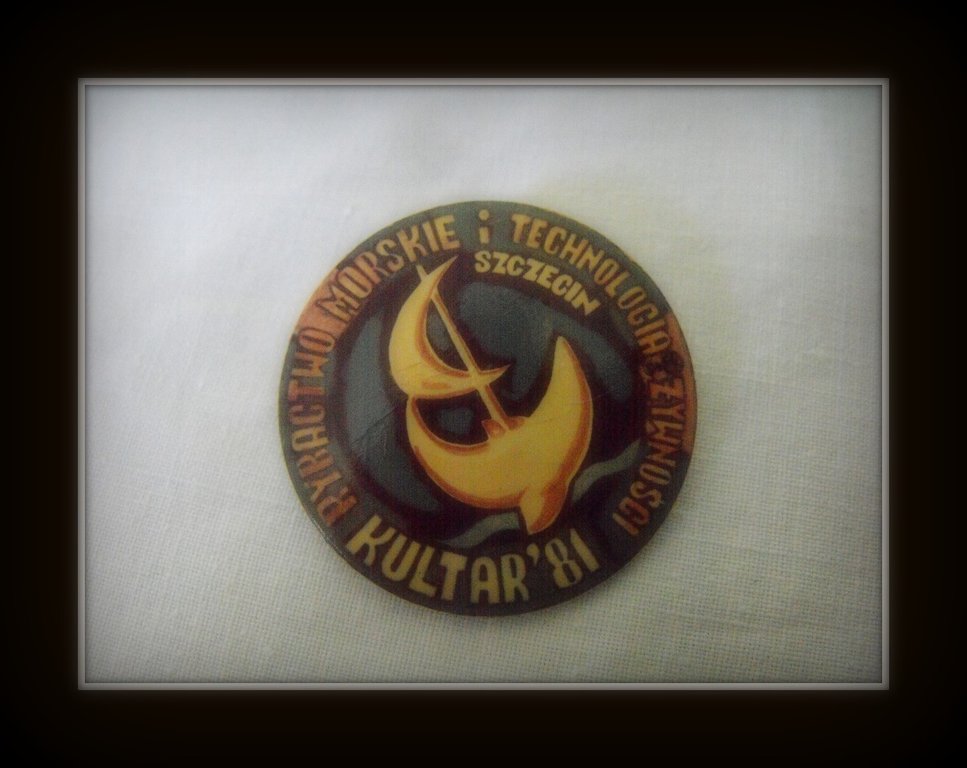 RYBACTWO MORSKIE i TECHNOLOGIA ŻYWNOŚCI
SZCZECIN
KULTAR'81